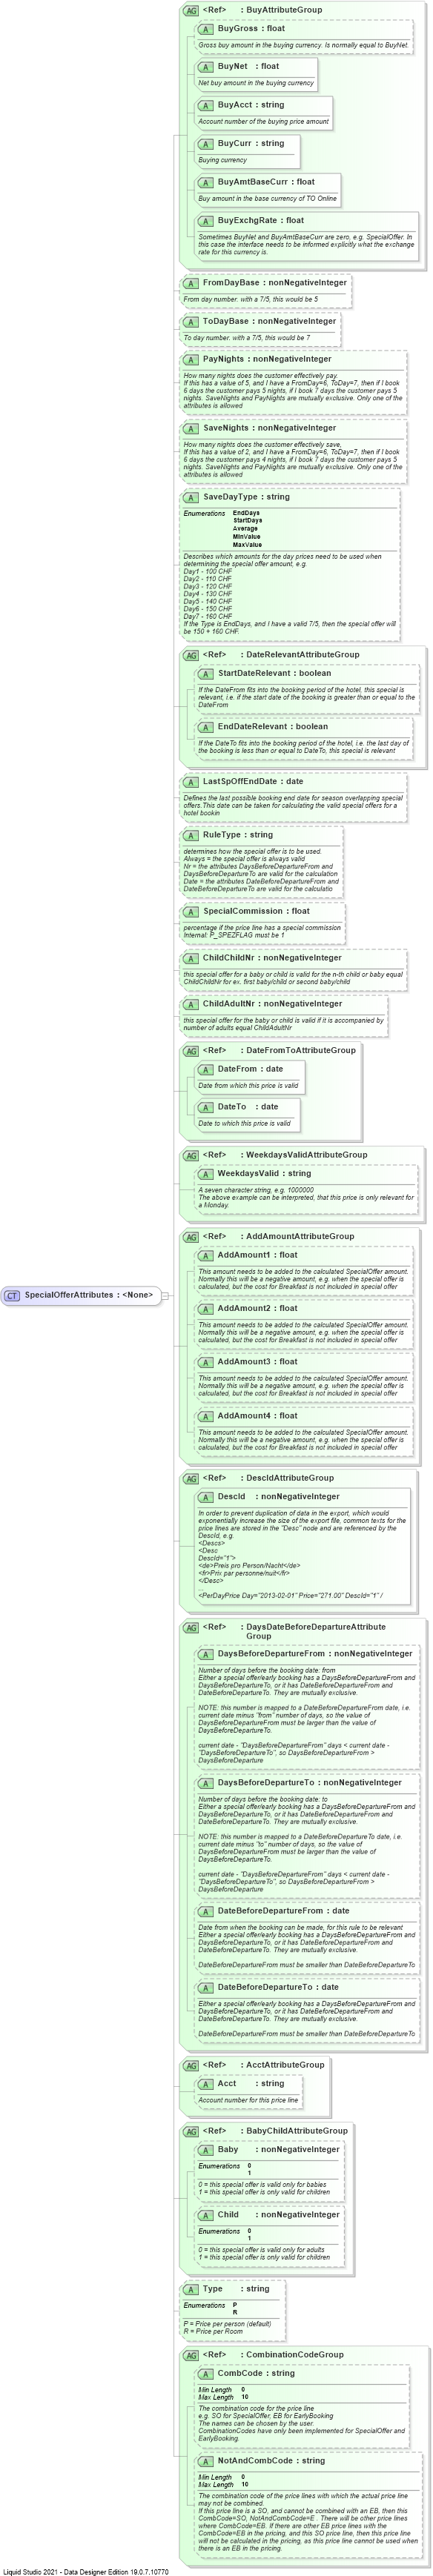 <Ref> : BuyAttributeGroup
BuyGross : float
Gross buy amount in the buying currency. Is normally equal to BuyNet.
BuyNet : float
Net buy amount in the buying currency
BuyAcct : string
Account number of the buying price amount
BuyCurr : string
Buying currency
BuyAmtBaseCurr : float
Buy amount in the base currency of TO Online
BuyExchgRate : float
Sometimes BuyNet and BuyAmtBaseCurr are zero, e.g. SpecialOffer. In
this case the interface needs to be informed explicitly what the exchange
rate for this currency is.
FromDayBase : nonNegativeInteger
From day number. with a 7/5, this would be 5
ToDayBase : nonNegativeInteger
To day number. with a 7/5, this would be 7
PayNights : nonNegativeInteger
How many nights does the customer effectively pay.
If this has a value of 5, and I have a FromDay=6, ToDay=7, then if I book
6 days the customer pays 5 nights, if I book 7 days the customer pays 5
nights. SaveNights and PayNights are mutually exclusive. Only one of the
attributes is allowed
SaveNights : nonNegativeInteger
How many nights does the customer effectively save,
If this has a value of 2, and I have a FromDay=6, ToDay=7, then if I book
6 days the customer pays 4 nights, if I book 7 days the customer pays 5
nights. SaveNights and PayNights are mutually exclusive. Only one of the
attributes is allowed
SaveDayType : string
Enumerations EndDays
StartDays
Average
MinValue
MaxValue
Describes which amounts for the day prices need to be used when
determining the special offer amount, e.g.
Day1 - 100 CHF
Day2 - 110 CHF
Day3 - 120 CHF
Day4 - 130 CHF
Day5 - 140 CHF
Day6 - 150 CHF
Day7 - 160 CHF
If the Type is EndDays, and I have a valid 7/5, then the special offer will
be 150 + 160 CHF.
<Ref> : DateRelevantAttributeGroup
StartDateRelevant : boolean
If the DateFrom fits into the booking period of the hotel, this special is
relevant, i.e. if the start date of the booking is greater than or equal to the
DateFrom
EndDateRelevant : boolean
If the DateTo fits into the booking period of the hotel, i.e. the last day of
the booking is less than or equal to DateTo, this special is relevant
LastSpOffEndDate : date
Defines the last possible booking end date for season overlapping special
offers.This date can be taken for calculating the valid special offers for a
hotel bookin
RuleType : string
determines how the special offer is to be used.
Always = the special offer is always valid
Nr = the attributes DaysBeforeDepartureFrom and
DaysBeforeDepartureTo are valid for the calculation
Date = the attributes DateBeforeDepartureFrom and
DateBeforeDepartureTo are valid for the calculatio
SpecialCommission : float
percentage if the price line has a special commission
Internal: P_SPEZFLAG must be 1
ChildChildNr : nonNegativeInteger
this special offer for a baby or child is valid for the n-th child or baby equal
ChildChildNr for ex. first baby/child or second baby/child
ChildAdultNr : nonNegativeInteger
this special offer for the baby or child is valid if it is accompanied by
number of adults equal ChildAdultNr
<Ref> : DateFromToAttributeGroup
DateFrom : date
Date from which this price is valid
DateTo : date
Date to which this price is valid
<Ref> : WeekdaysValidAttributeGroup
WeekdaysValid : string
A seven character string, e.g. 1000000
The above example can be interpreted, that this price is only relevant for
a Monday.
<Ref> : AddAmountAttributeGroup
AddAmount1 : float
This amount needs to be added to the calculated SpecialOffer amount.
Normally this will be a negative amount, e.g. when the special offer is
calculated, but the cost for Breakfast is not included in special offer
SpecialOfferAttributes : <None>
AddAmount2 : float
This amount needs to be added to the calculated SpecialOffer amount.
Normally this will be a negative amount, e.g. when the special offer is
calculated, but the cost for Breakfast is not included in special offer
AddAmount3 : float
This amount needs to be added to the calculated SpecialOffer amount.
Normally this will be a negative amount, e.g. when the special offer is
calculated, but the cost for Breakfast is not included in special offer
AddAmount4 : float
This amount needs to be added to the calculated SpecialOffer amount.
Normally this will be a negative amount, e.g. when the special offer is
calculated, but the cost for Breakfast is not included in special offer
<Ref> : DescIdAttributeGroup
DescId : nonNegativeInteger
In order to prevent duplication of data in the export, which would
exponentially increase the size of the export file, common texts for the
price lines are stored in the "Desc" node and are referenced by the
DescId, e.g.
<Descs>
<Desc
DescId="1">
<de>Preis pro Person/Nacht</de>
<fr>Prix par personne/nuit</fr>
</Desc>
...
<PerDayPrice Day="2013-02-01" Price="271.00" DescId="1" /
<Ref> : DaysDateBeforeDepartureAttribute
Group
DaysBeforeDepartureFrom : nonNegativeInteger
Number of days before the booking date: from
Either a special offer/early booking has a DaysBeforeDepartureFrom and
DaysBeforeDepartureTo, or it has DateBeforeDepartureFrom and
DateBeforeDepartureTo. They are mutually exclusive.
NOTE: this number is mapped to a DateBeforeDepartureFrom date, i.e.
current date minus "from" number of days, so the value of
DaysBeforeDepartureFrom must be larger than the value of
DaysBeforeDepartureTo.
current date - "DaysBeforeDepartureFrom" days < current date -
"DaysBeforeDepartureTo", so DaysBeforeDepartureFrom >
DaysBeforeDeparture
DaysBeforeDepartureTo : nonNegativeInteger
Number of days before the booking date: to
Either a special offer/early booking has a DaysBeforeDepartureFrom and
DaysBeforeDepartureTo, or it has DateBeforeDepartureFrom and
DateBeforeDepartureTo. They are mutually exclusive.
NOTE: this number is mapped to a DateBeforeDepartureTo date, i.e.
current date minus "to" number of days, so the value of
DaysBeforeDepartureFrom must be larger than the value of
DaysBeforeDepartureTo.
current date - "DaysBeforeDepartureFrom" days < current date -
"DaysBeforeDepartureTo", so DaysBeforeDepartureFrom >
DaysBeforeDeparture
DateBeforeDepartureFrom : date
Date from when the booking can be made, for this rule to be relevant
Either a special offer/early booking has a DaysBeforeDepartureFrom and
DaysBeforeDepartureTo, or it has DateBeforeDepartureFrom and
DateBeforeDepartureTo. They are mutually exclusive.
DateBeforeDepartureFrom must be smaller than DateBeforeDepartureTo
DateBeforeDepartureTo : date
Either a special offer/early booking has a DaysBeforeDepartureFrom and
DaysBeforeDepartureTo, or it has DateBeforeDepartureFrom and
DateBeforeDepartureTo. They are mutually exclusive.
DateBeforeDepartureFrom must be smaller than DateBeforeDepartureTo
<Ref> : AcctAttributeGroup
Acct : string
Account number for this price line
<Ref> : BabyChildAttributeGroup
Baby : nonNegativeInteger
Enumerations 0
1
0 = this special offer is valid only for babies
1 = this special offer is only valid for children
Child : nonNegativeInteger
Enumerations 0
1
0 = this special offer is valid only for adults
1 = this special offer is only valid for children
Type : string
Enumerations P
R
P = Price per person (default)
R = Price per Room
<Ref> : CombinationCodeGroup
CombCode : string
Min Length 0
Max Length 10
The combination code for the price line
e.g. SO for SpecialOffer, EB for EarlyBooking
The names can be chosen by the user.
CombinationCodes have only been implemented for SpecialOffer and
EarlyBooking.
NotAndCombCode : string
Min Length 0
Max Length 10
The combination code of the price lines with which the actual price line
may not be combined.
If this price line is a SO, and cannot be combined with an EB, then this
CombCode=SO, NotAndCombCode=E . There will be other price lines
where CombCode=EB. If there are other EB price lines with the
CombCode=EB in the pricing, and this SO price line, then this price line
will not be calculated in the pricing, as this price line cannot be used when
there is an EB in the pricing.
Liquid Studio 2021 - Data Designer Edition 19.0.7.10770